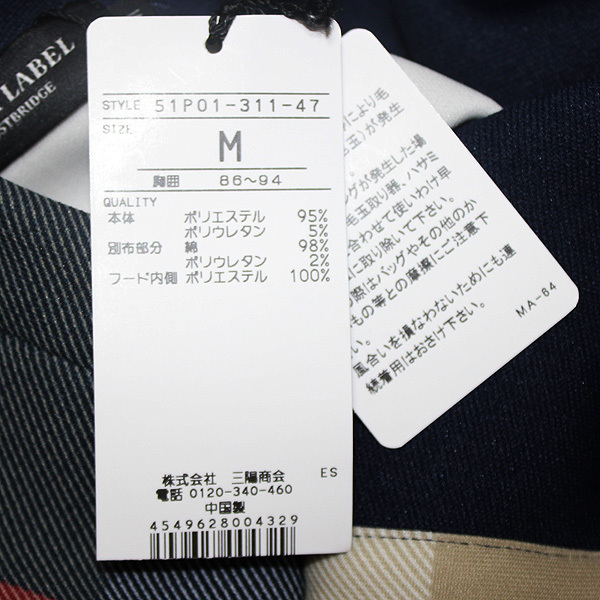 LABEL
STBRIDGE
STYLE 51P01-311-47
SIZE
M
胸囲 86〜94
QUALITY
本体 ポリエステル 95%
ポリウレタン 5%
別布部分 綿 98%
ポリウレタン 2%
フード内側 ポリエステル 100%
株式会社 三陽商会 ES
電話 0120-340-460
中国製
4549628004329
により毛
玉)が発生
が発生した場
毛玉取り器、ハサミ
合わせて使いわけ早
に取り除いて下さい。
の際はバッグやその他のか
もの等との摩擦にご注意下
い。
風合いを損なわないためにも連
続着用はおさけ下さい。
MA-64